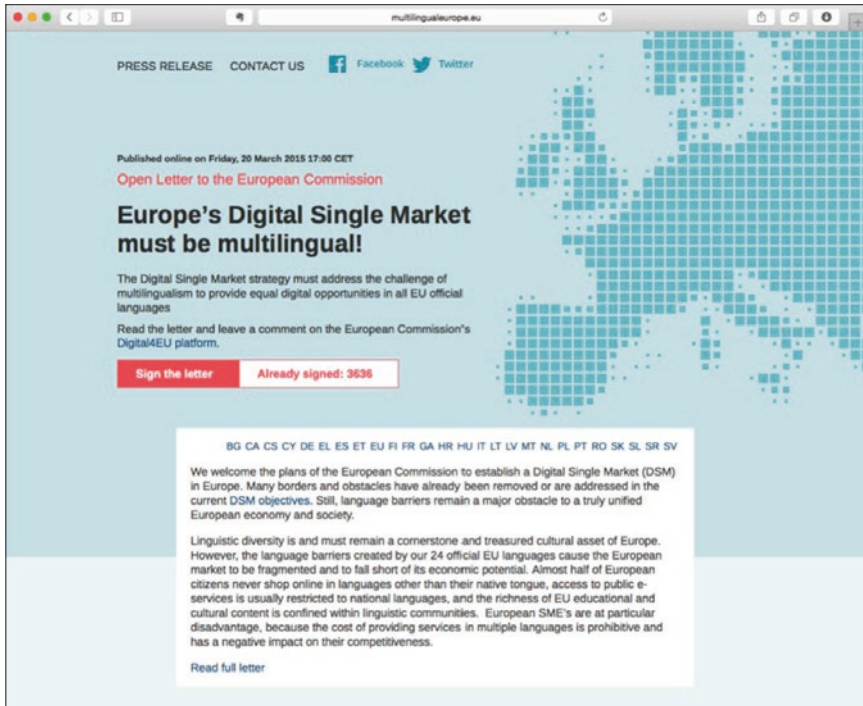 multilingualeurope.eu
PRESS RELEASE CONTACT US Facebook Twitter
Published online on Friday, 20 March 2015 17:00 CET
Open Letter to the European Commission
Europe's Digital Single Market
must be multilingual!
The Digital Single Market strategy must address the challenge of
multilingualism to provide equal digital opportunities in all EU official
languages
Read the letter and leave a comment on the European Commission's
Digital4EU platform.
Sign the letter Already signed: 3636
BG CA CS CY DE EL ES ET EU FI FR GA HR HU IT LT LV MT NL PL PT RO SK SL SR SV
We welcome the plans of the European Commission to establish a Digital Single Market (DSM)
in Europe. Many borders and obstacles have already been removed or are addressed in the
current DSM objectives. Still, language barriers remain a major obstacle to a truly unified
European economy and society.
Linguistic diversity is and must remain a cornerstone and treasured cultural asset of Europe.
However, the language barriers created by our 24 official EU languages cause the European
market to be fragmented and to fall short of its economic potential. Almost half of European
citizens never shop online in languages other than their native tongue, access to public e-
services is usually restricted to national languages, and the richness of EU educational and
cultural content is confined within linguistic communities. European SME's are at particular
disadvantage, because the cost of providing services in multiple languages is prohibitive and
has a negative impact on their competitiveness.
Read full letter